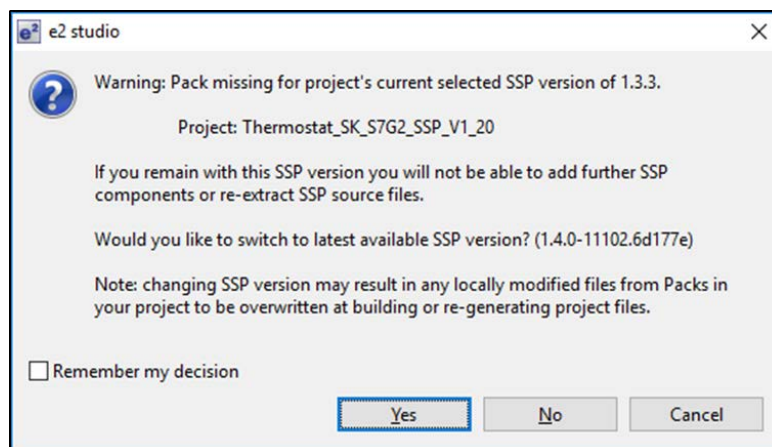 e² e2 studio
Warning: Pack missing for project's current selected SSP version of 1.3.3.
Project: Thermostat_SK_S7G2_SSP_V1_20
If you remain with this SSP version you will not be able to add further SSP
components or re-extract SSP source files.
Would you like to switch to latest available SSP version? (1.4.0-11102.6d177e)
Note: changing SSP version may result in any locally modified files from Packs in
your project to be overwritten at building or re-generating project files.
Remember my decision
Yes No Cancel